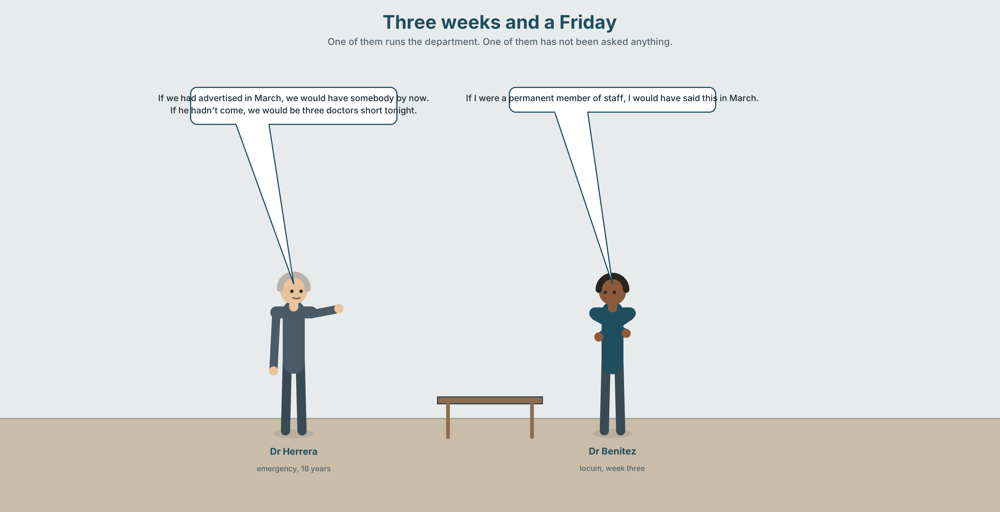 Three weeks and a Friday
One of them runs the department. One of them has not been asked anything.
If we had advertised in March, we would have somebody by now.
If he hadn't come, we would be three doctors short tonight.
If I were a permanent member of staff, I would have said this in March.
Dr Herrera
emergency, 18 years
Dr Benitez
locum, week three